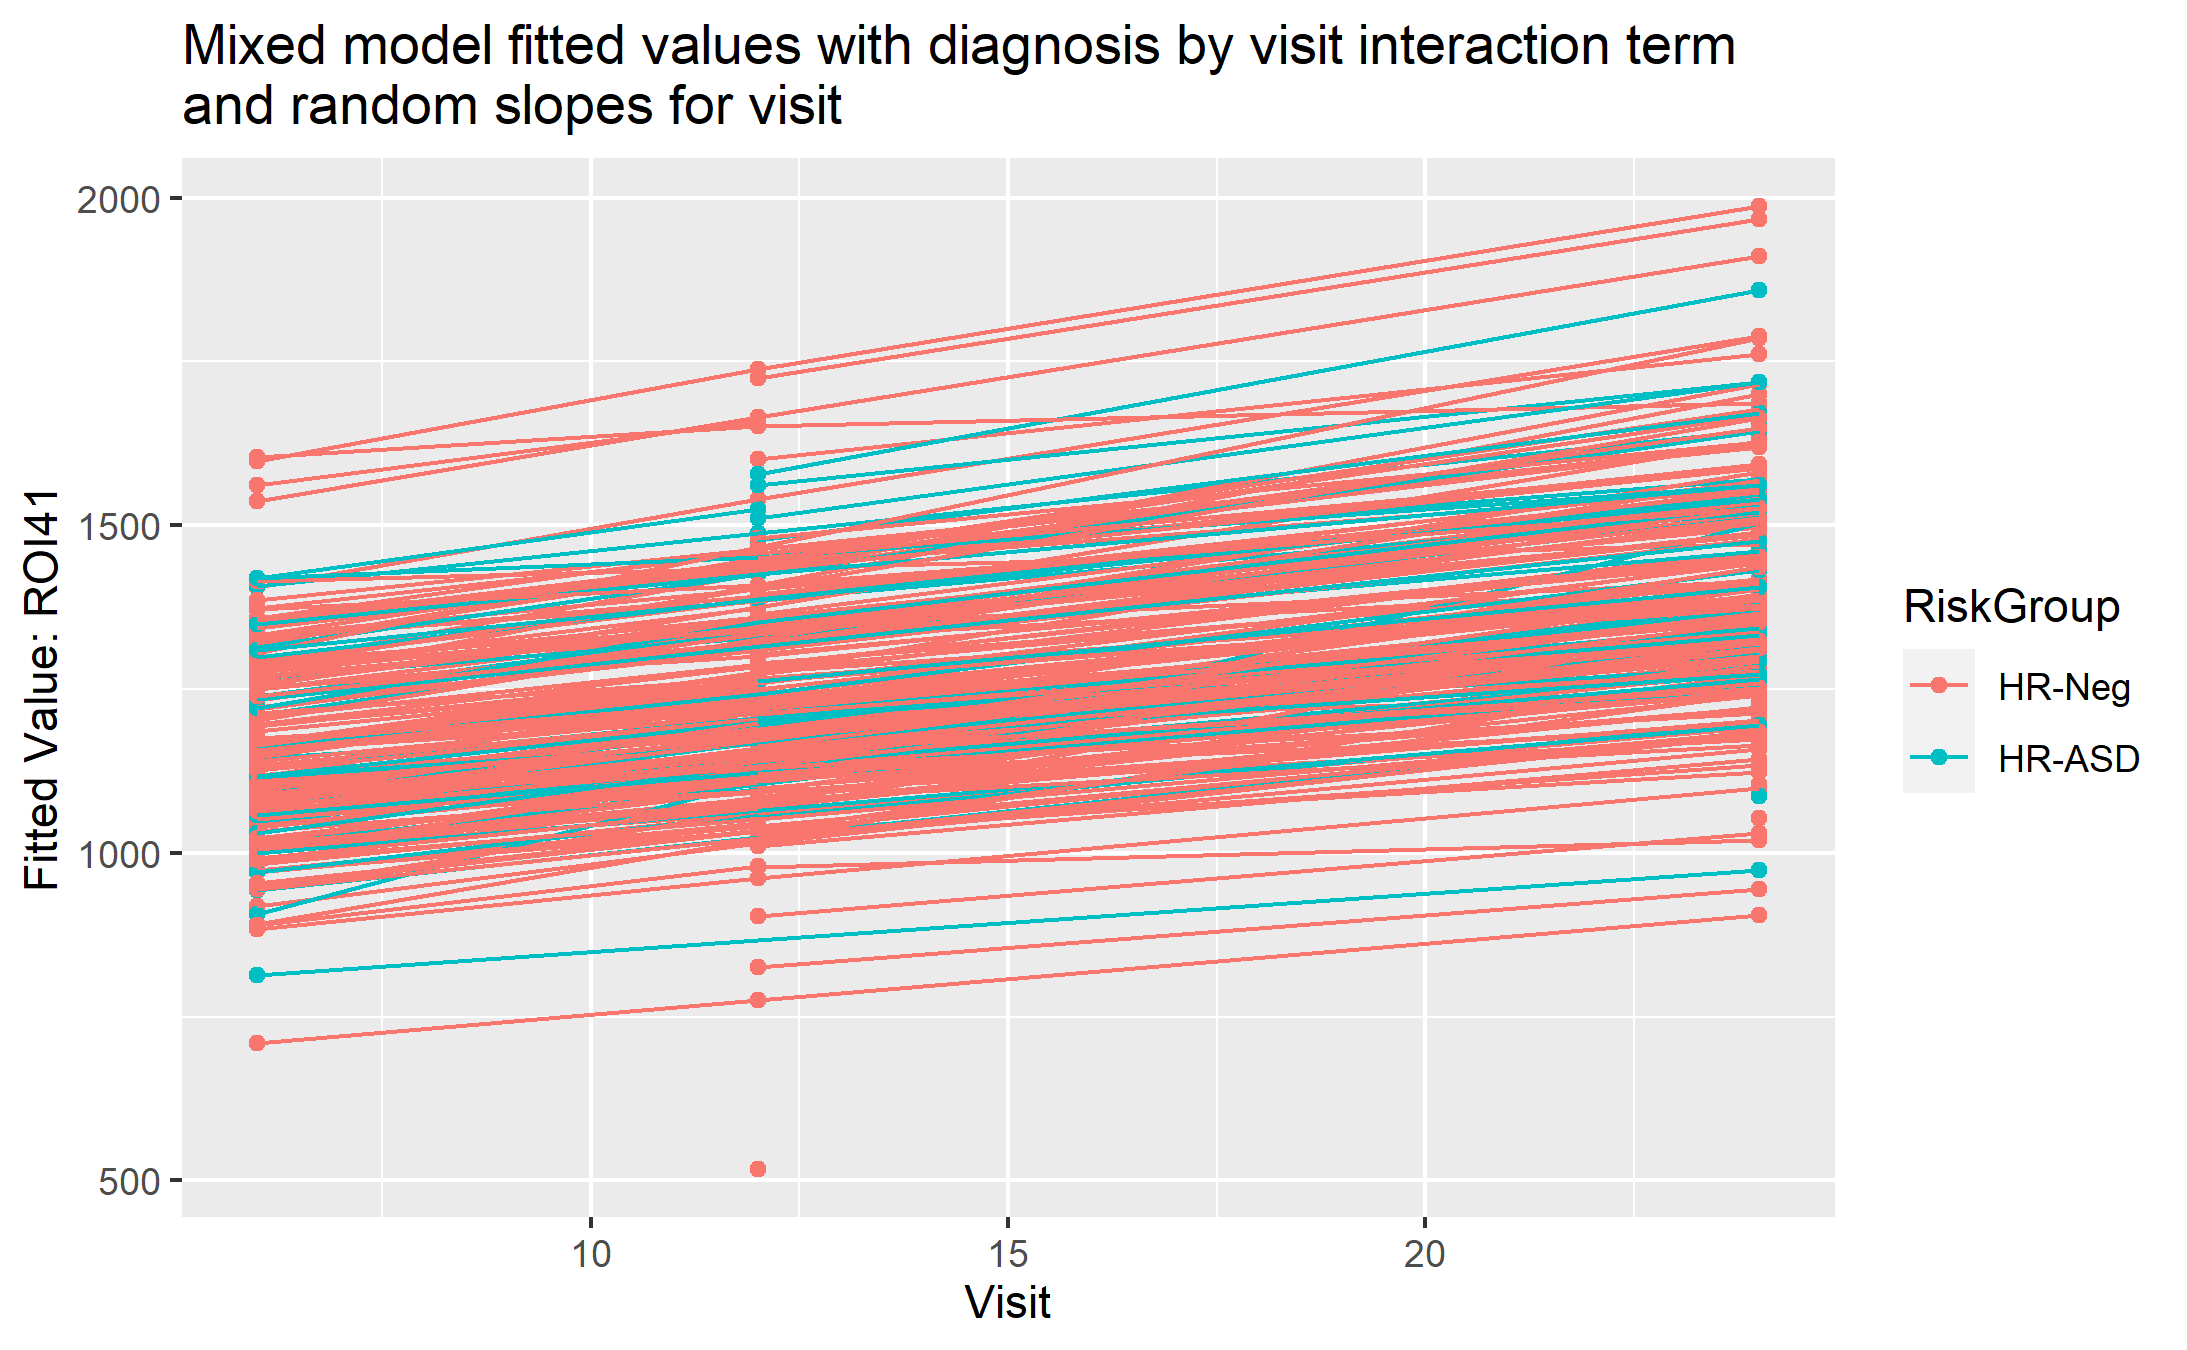 Mixed model fitted values with diagnosis by visit interaction term
and random slopes for visit
2000
1500
1000
500
Fitted Value: ROI41
10
15
20
Visit
RiskGroup
HR-Neg
HR-ASD